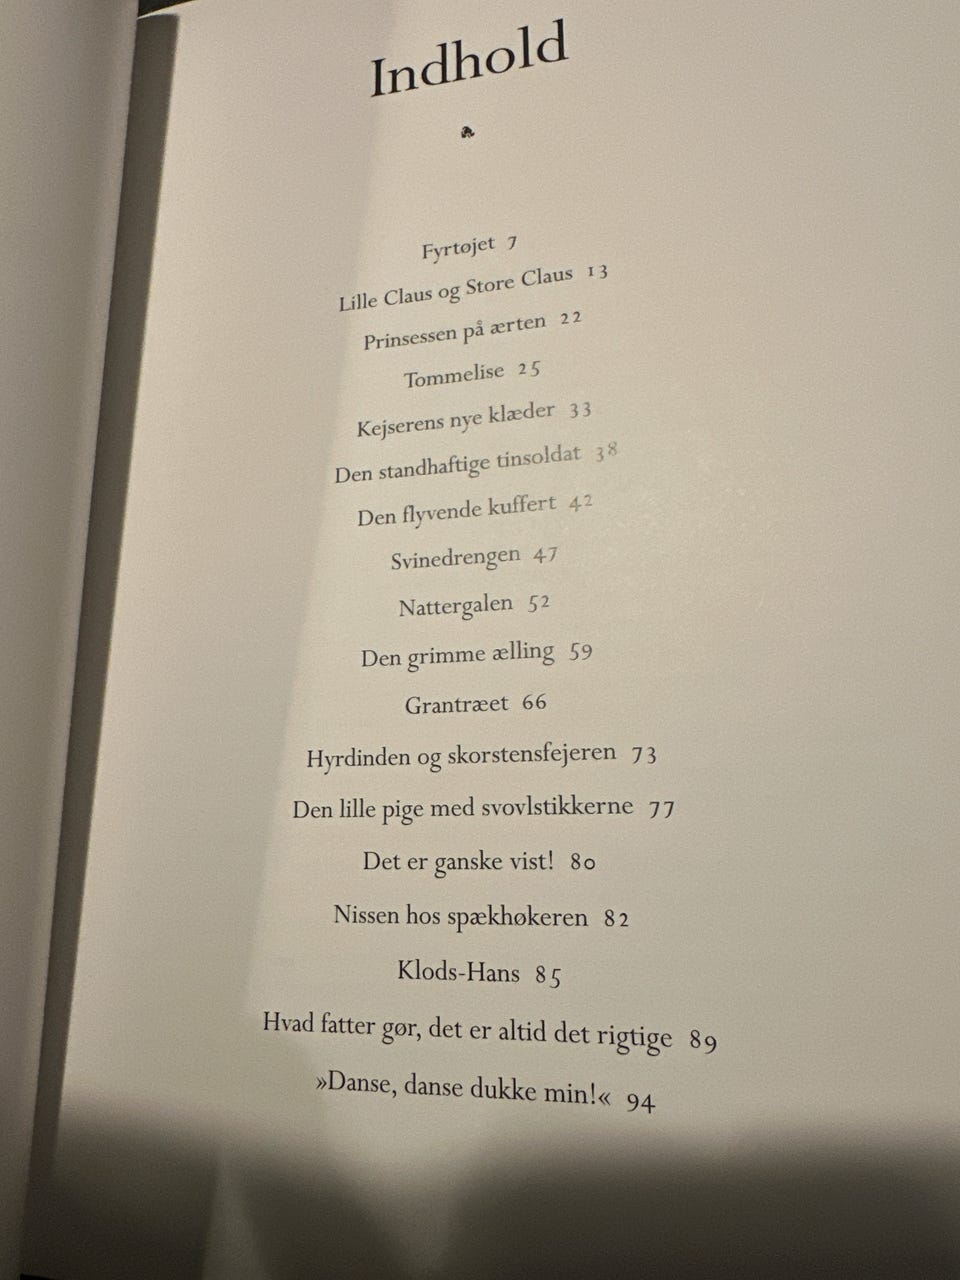 Indhold
Fyrtøjet 7
Lille Claus og Store Claus 13
Prinsessen på ærten 22
Tommelise 25
Kejserens nye klæder 33
Den standhaftige tinsoldat 38
Den flyvende kuffert 42
Svinedrengen 47
Nattergalen 52
Den grimme ælling 59
Grantræet 66
Hyrdinden og skorstensfejeren 73
Den lille pige med svovlstikkerne 77
Det er ganske vist! 80
Nissen hos spækhøkeren 82
Klods-Hans 85
Hvad fatter gør, det er altid det rigtige 89
»Danse, danse dukke min!« 94